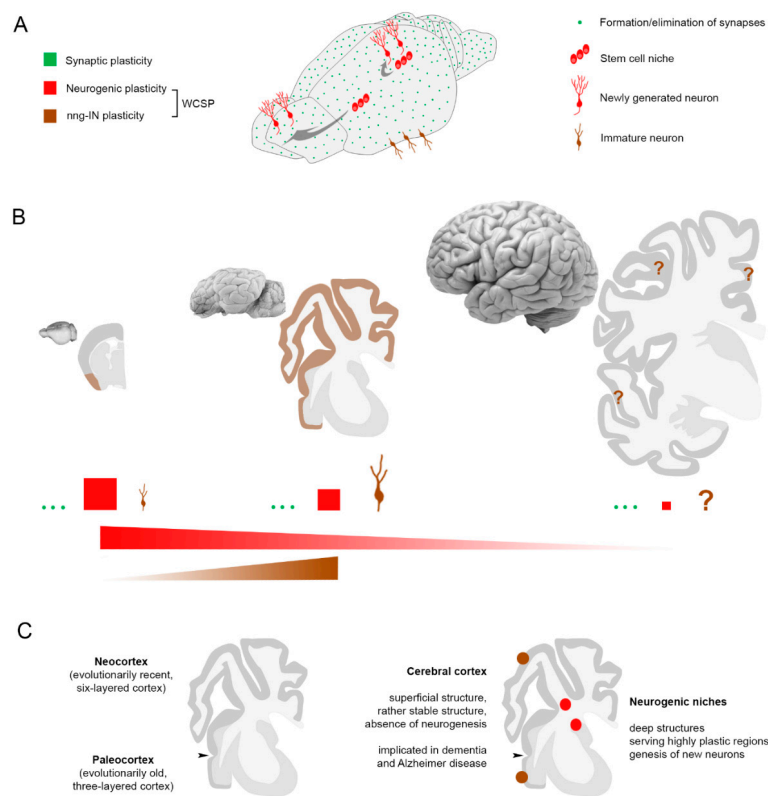 A
Synaptic plasticity
Neurogenic plasticity
nng-IN plasticity
WCSP
Formation/elimination of synapses
Stem cell niche
Newly generated neuron
Immature neuron
B
?
?
?
?
C
Neocortex
(evolutionarily recent,
six-layered cortex)
Paleocortex
(evolutionarily old,
three-layered cortex)
Cerebral cortex
superficial structure,
rather stable structure,
absence of neurogenesis
implicated in dementia
and Alzheimer disease
Neurogenic niches
deep structures
serving highly plastic regions
genesis of new neurons